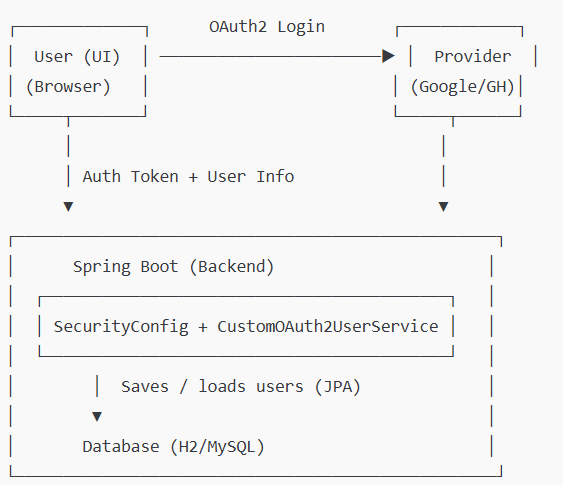 OAuth2 Login
User (UI) Provider
(Browser) (Google/GH)
Auth Token + User Info
Spring Boot (Backend)
SecurityConfig + CustomOAuth2UserService
Saves / loads users (JPA)
Database (H2/MySQL)